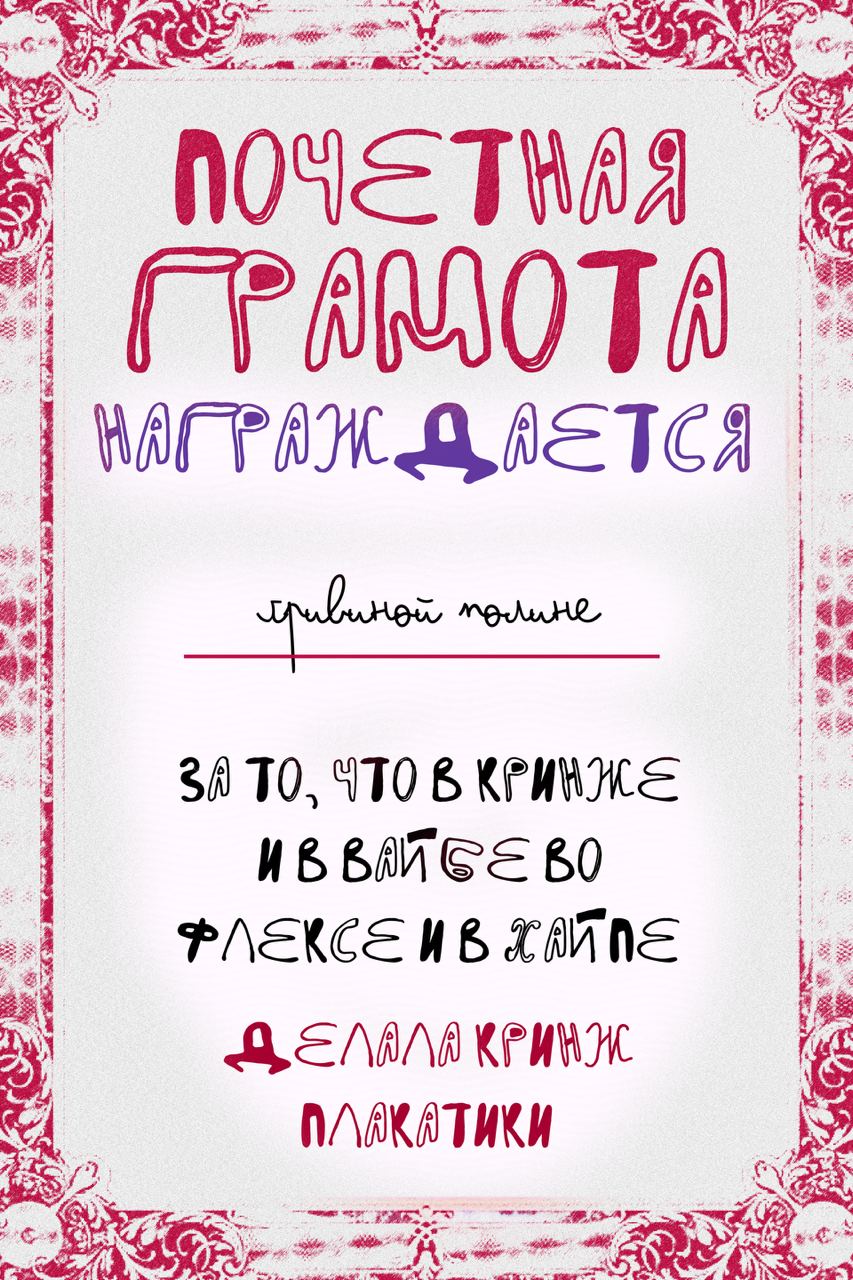 ПОЧЕТНАЯ
ГРАМОТА
НАГРАЖДАЕТСЯ
гривиной полине
ЗА ТО, ЧТО В КРИНЖЕ
И В ВАЙБЕ ВО
ФЛЕКСЕ И В ХАЙПЕ
ДЕЛАЛА КРИНЖ
ПЛАКАТИКИ